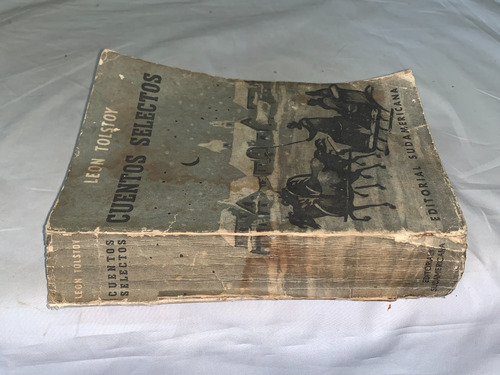 LEON TOLSTOY
CUENTOS SELECTOS
EDITORIAL SUDAMERICANA
LEON TOLSTOY
CUENTOS
SELECTOS
EDITORIAL
SUDAMERICANA